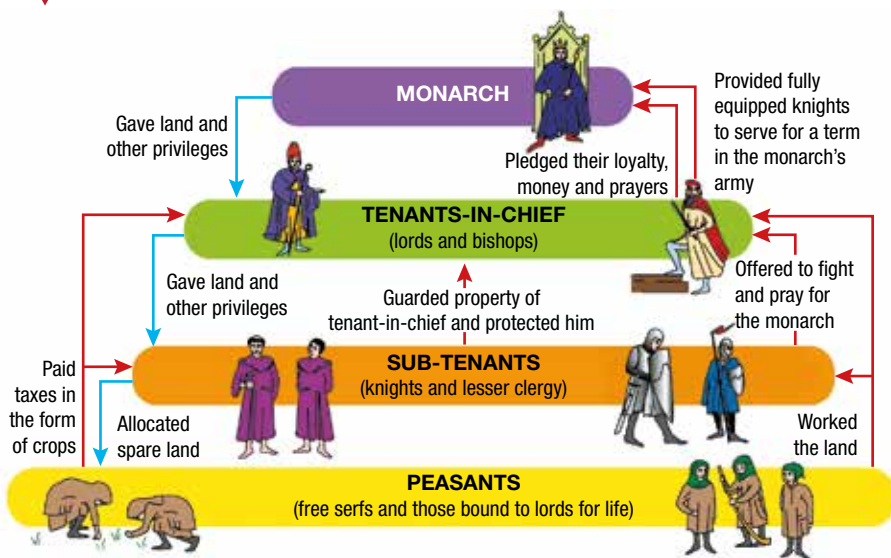 MONARCH
Gave land and
other privileges
Pledged their loyalty,
money and prayers
Provided fully
equipped knights
to serve for a term
in the monarch's
army
TENANTS-IN-CHIEF
(lords and bishops)
Gave land and
other privileges
Guarded property of
tenant-in-chief and protected him
Offered to fight
and pray for
the monarch
SUB-TENANTS
(knights and lesser clergy)
Paid
taxes in
the form
of crops
Allocated
spare land
Worked
the land
PEASANTS
(free serfs and those bound to lords for life)